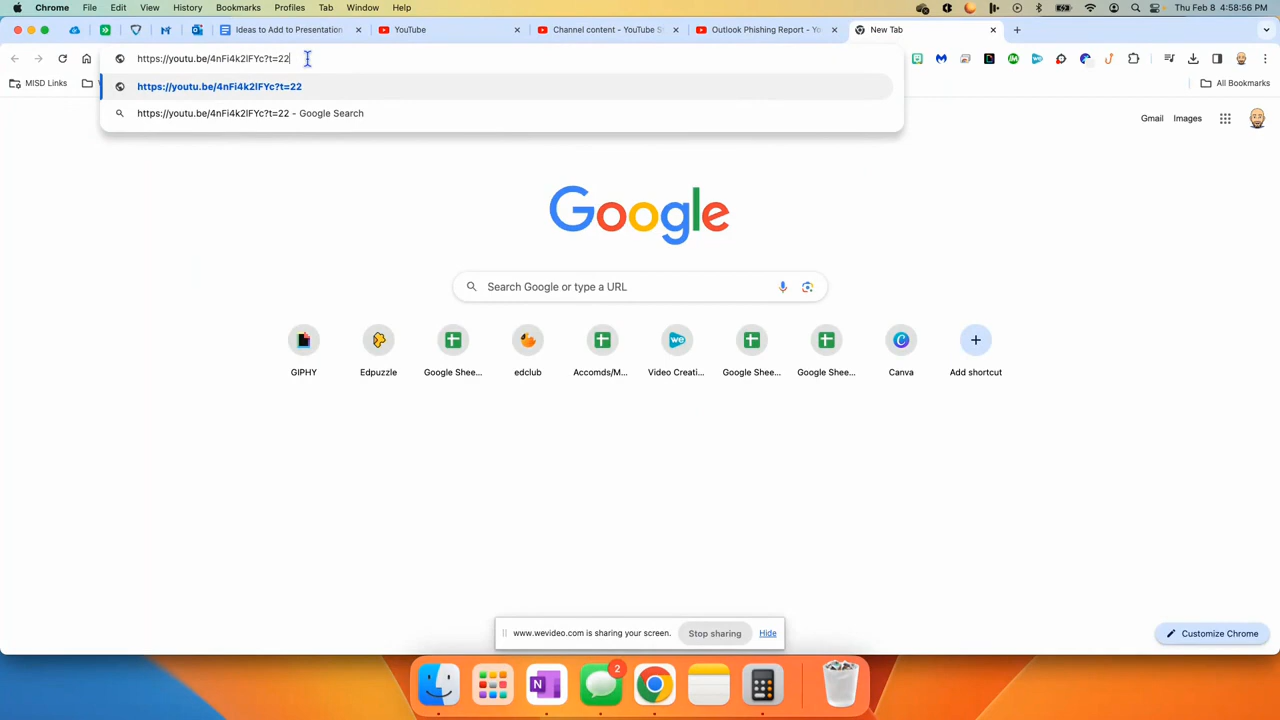 Chrome File Edit View History Bookmarks Profiles Tab Window Help Thu Feb 8 4:58:56 PM
Ideas to Add to Presentation YouTube Channel content - YouTube S Outlook Phishing Report - Yo New Tab
https://youtu.be/4nFi4k2lFYc?t=22
MISD Links All Bookmarks
https://youtu.be/4nFi4k2lFYc?t=22
https://youtu.be/4nFi4k2lFYc?t=22 - Google Search
Gmail Images
Google
Search Google or type a URL
GIPHY Edpuzzle Google Shee... edclub Accomds/M... Video Creati... Google Shee... Google Shee... Canva Add shortcut
www.wevideo.com is sharing your screen. Stop sharing Hide
Customize Chrome
2